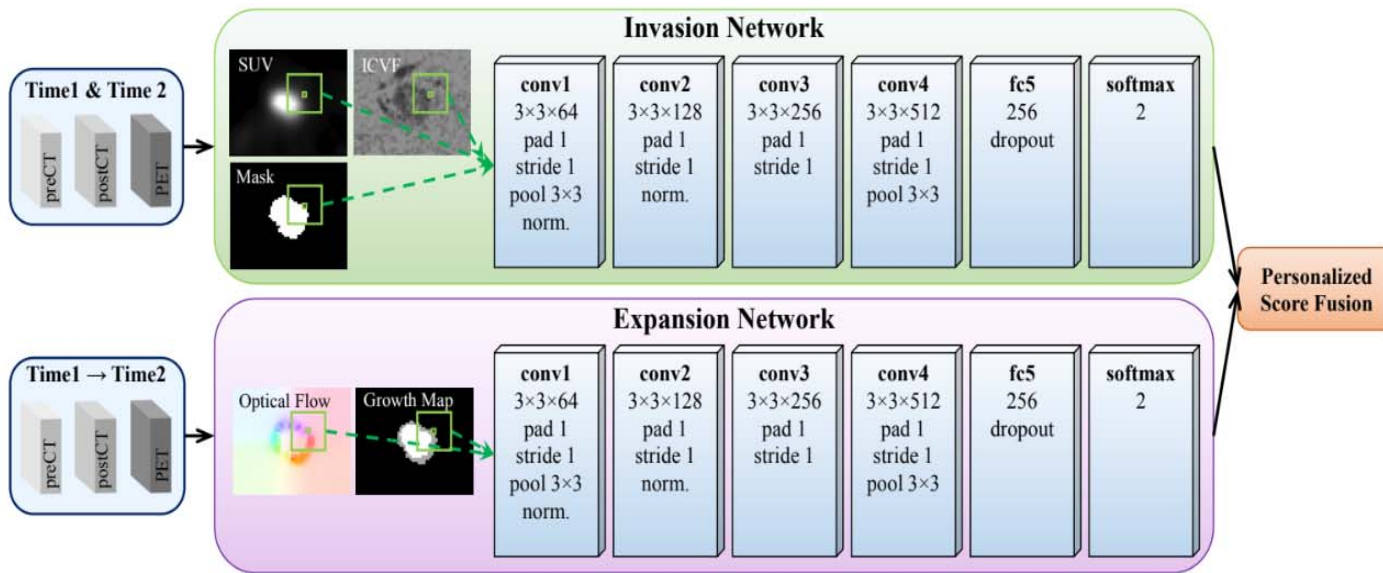 Invasion Network
Time1 & Time 2
preCT
postCT
PET
SUV
ICVF
Mask
conv1
3×3×64
pad 1
stride 1
pool 3×3
norm.
conv2
3×3×128
pad 1
stride 1
norm.
conv3
3×3×256
pad 1
stride 1
conv4
3×3×512
pad 1
stride 1
pool 3×3
fc5
256
dropout
softmax
2
Personalized
Score Fusion
Expansion Network
Time1 → Time2
preCT
postCT
PET
Optical Flow
Growth Map
conv1
3×3×64
pad 1
stride 1
pool 3×3
norm.
conv2
3×3×128
pad 1
stride 1
norm.
conv3
3×3×256
pad 1
stride 1
conv4
3×3×512
pad 1
stride 1
pool 3×3
fc5
256
dropout
softmax
2